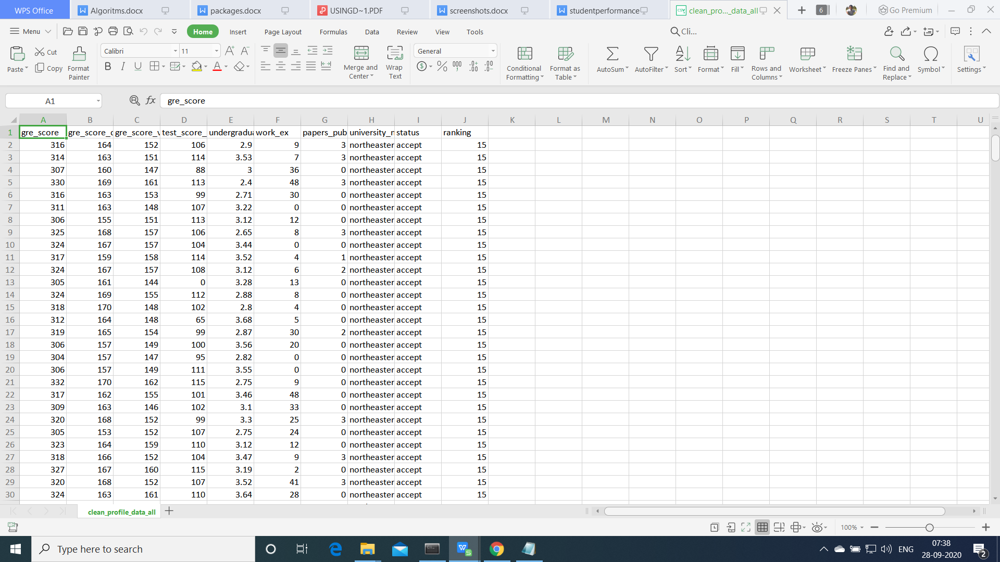 WPS Office Algoritms.docx packages.docx USINGD~1.PDF screenshots.docx studentperformance clean_pro..._data_all 6 Go Premium
Menu Home Insert Page Layout Formulas Data Review View Tools Cli...
Paste Cut Copy Format Painter Calibri 11 Merge and Center Wrap Text General Conditional Formatting Format as Table AutoSum AutoFilter Sort Format Fill Rows and Columns Worksheet Freeze Panes Find and Replace Symbol Settings
A1 fx gre_score
A B C D E F G H I J K L M N O P Q R S T U
1 gre_score gre_score_ gre_score_v test_score_ undergradua work_ex papers_pub university_n status ranking
2 316 164 152 106 2.9 9 3 northeaster accept 15
3 314 163 151 114 3.53 7 3 northeaster accept 15
4 307 160 147 88 3 36 0 northeaster accept 15
5 330 169 161 113 2.4 48 3 northeaster accept 15
6 316 163 153 99 2.71 30 0 northeaster accept 15
7 311 163 148 107 3.22 0 0 northeaster accept 15
8 306 155 151 113 3.12 12 0 northeaster accept 15
9 325 168 157 106 2.65 8 3 northeaster accept 15
10 324 167 157 104 3.44 0 0 northeaster accept 15
11 317 159 158 114 3.52 4 1 northeaster accept 15
12 324 167 157 108 3.12 6 2 northeaster accept 15
13 305 161 144 0 3.28 13 0 northeaster accept 15
14 324 169 155 112 2.88 8 0 northeaster accept 15
15 318 170 148 102 2.8 4 0 northeaster accept 15
16 312 164 148 65 3.68 5 0 northeaster accept 15
17 319 165 154 99 2.87 30 2 northeaster accept 15
18 306 157 149 100 3.56 20 0 northeaster accept 15
19 304 157 147 95 2.82 0 0 northeaster accept 15
20 306 157 149 111 3.55 0 0 northeaster accept 15
21 332 170 162 115 2.75 9 0 northeaster accept 15
22 317 162 155 101 3.46 48 0 northeaster accept 15
23 309 163 146 102 3.1 33 0 northeaster accept 15
24 320 168 152 99 3.3 25 3 northeaster accept 15
25 305 153 152 107 2.75 24 0 northeaster accept 15
26 323 164 159 110 3.12 12 0 northeaster accept 15
27 318 166 152 104 3.47 9 3 northeaster accept 15
28 327 167 160 115 3.19 2 0 northeaster accept 15
29 320 168 152 107 3.52 41 3 northeaster accept 15
30 324 163 161 110 3.64 28 0 northeaster accept 15
clean_profile_data_all
100%
Type here to search ENG 07:38 28-09-2020 2